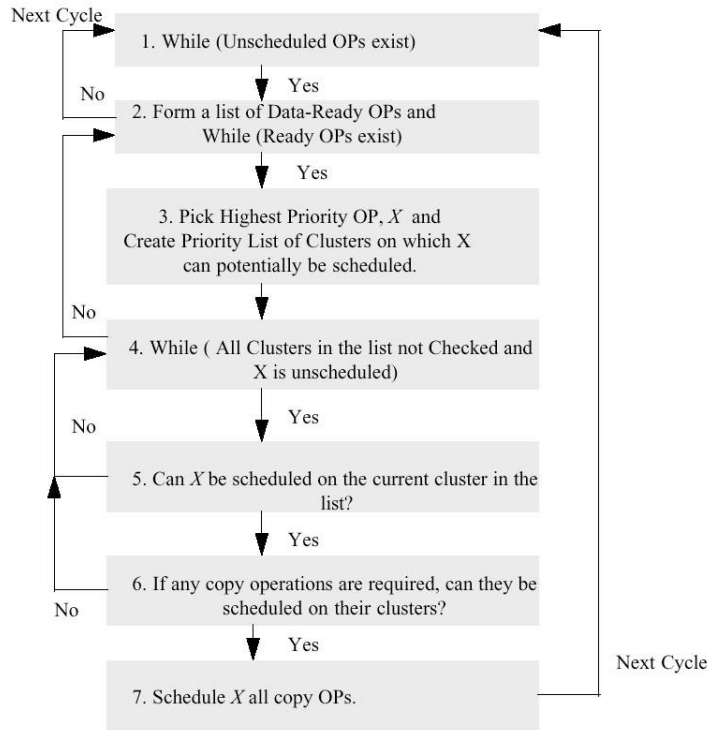 Next Cycle
1. While (Unscheduled OPs exist)
Yes
No
2. Form a list of Data-Ready OPs and
While (Ready OPs exist)
Yes
3. Pick Highest Priority OP, X and
Create Priority List of Clusters on which X
can potentially be scheduled.
No
4. While ( All Clusters in the list not Checked and
X is unscheduled)
Yes
No
5. Can X be scheduled on the current cluster in the
list?
Yes
6. If any copy operations are required, can they be
scheduled on their clusters?
No
Yes
Next Cycle
7. Schedule X all copy OPs.